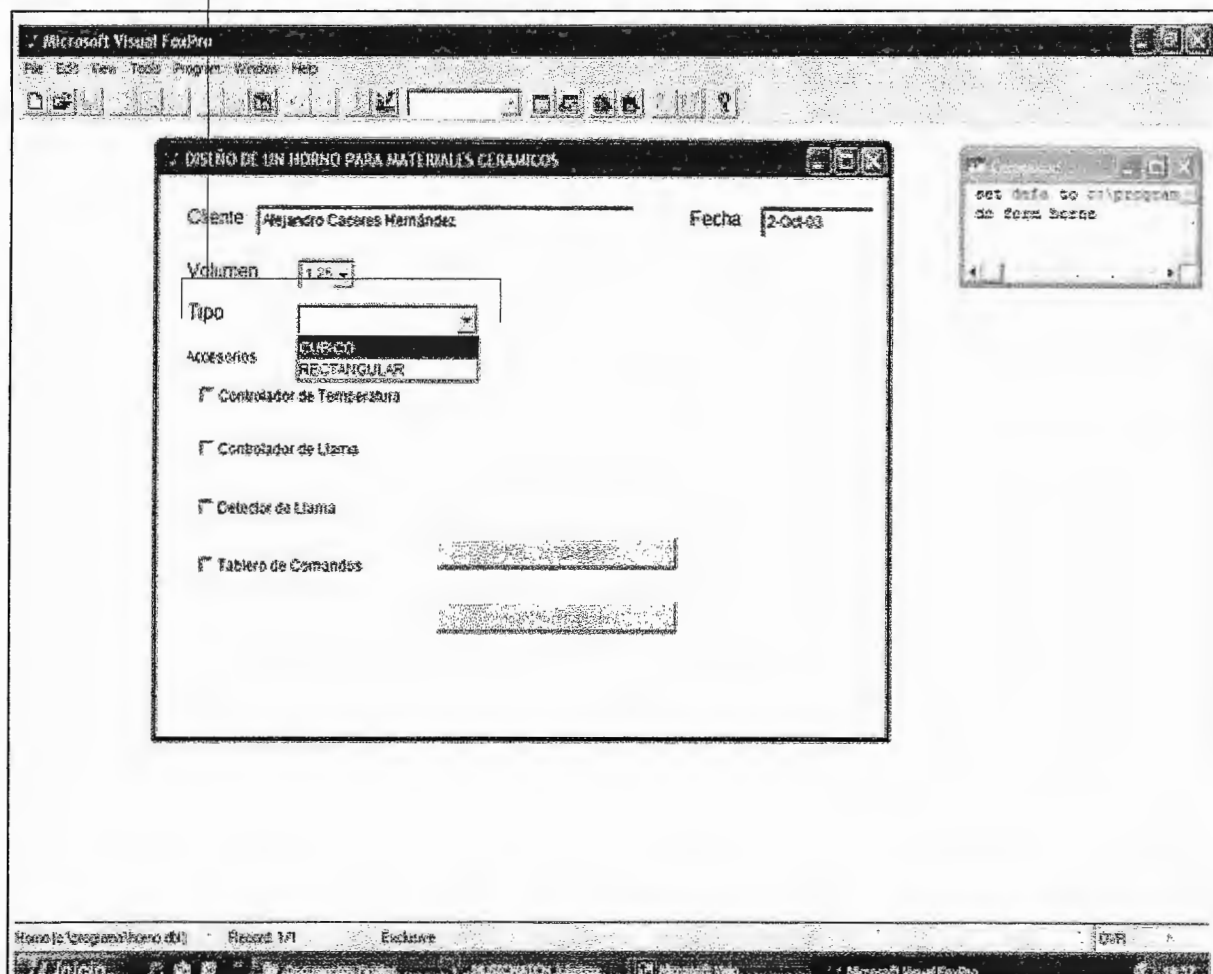 Microsoft Visual FoxPro
File Edit View Tools Program Window Help
DISEÑO DE UN HORNO PARA MATERIALES CERAMICOS
Cliente Alejandro Caceres Hernández Fecha 2-Oct-03
Volumen 1.25
Tipo
CUBICO
Accesorios
RECTANGULAR
Controlador de Temperatura
Controlador de Llama
Detector de Llama
Tablero de Comandos
Command
set defa to c:\program
do form horno
Record: 1/1 Exclusive OVR
Inicio Microsoft Visual FoxPro